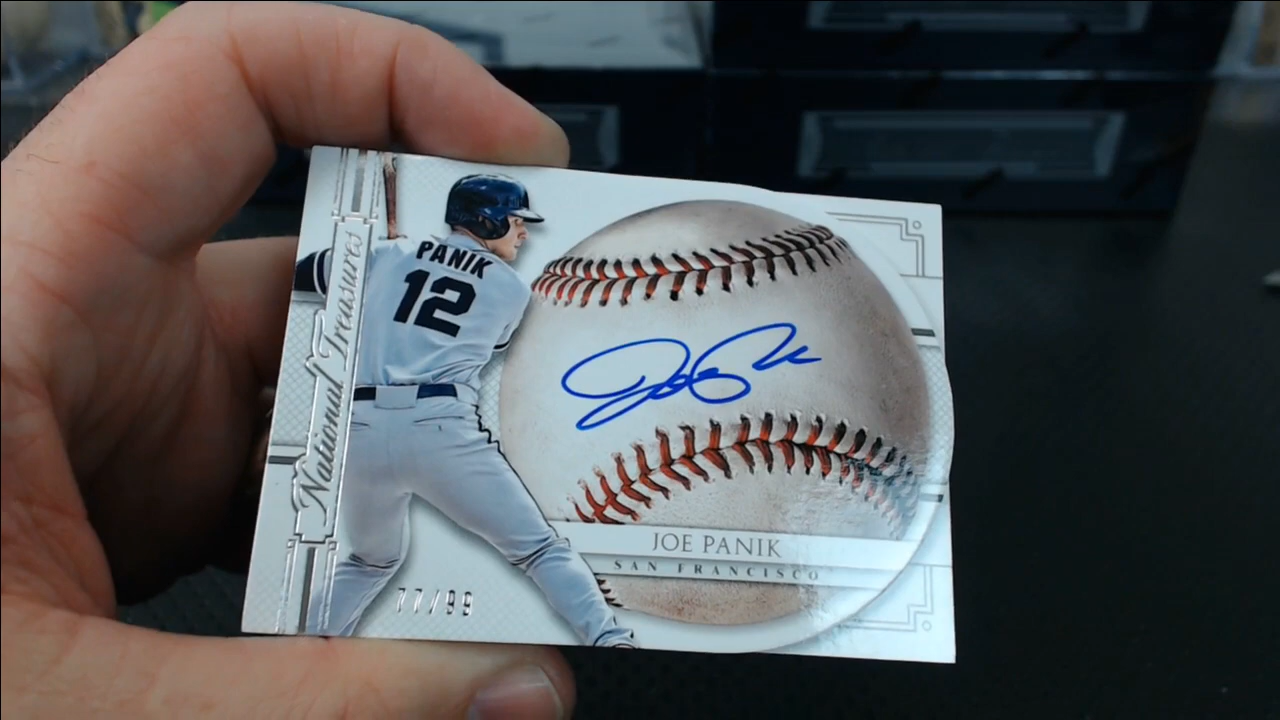 National Treasures
PANIK
12
JOE PANIK
SAN FRANCISCO
77/99